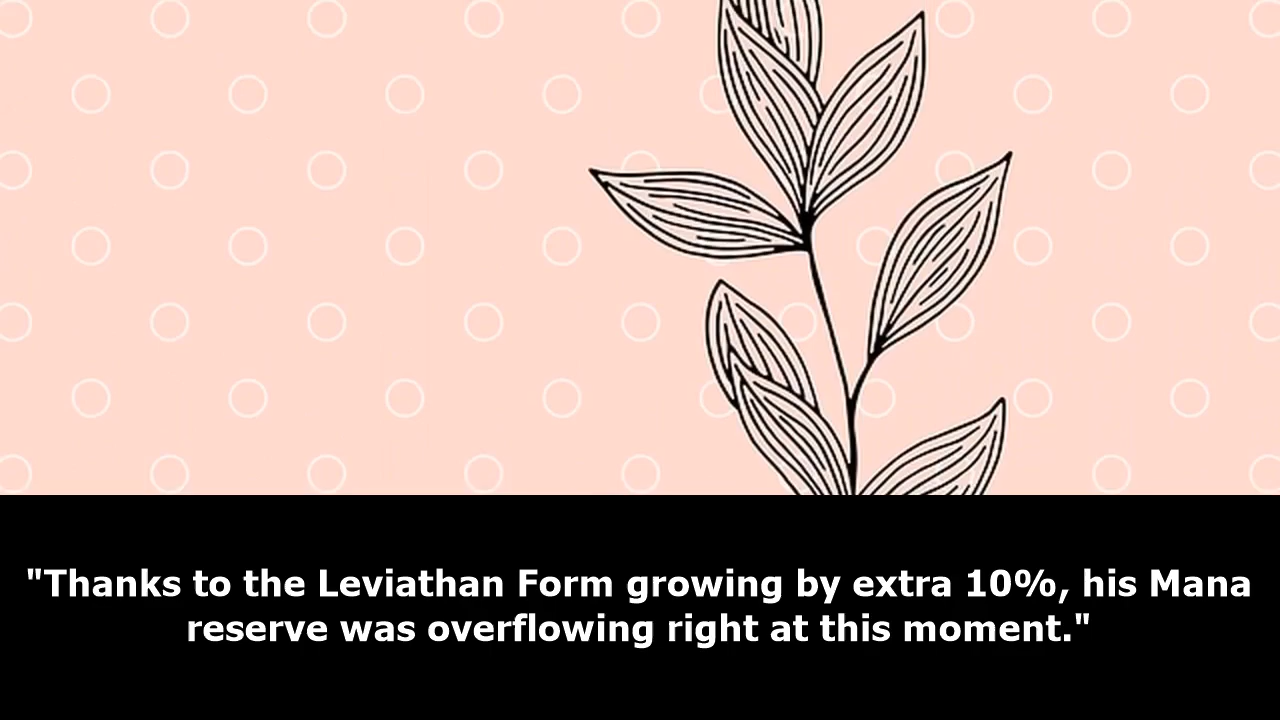 "Thanks to the Leviathan Form growing by extra 10%, his Mana
reserve was overflowing right at this moment."